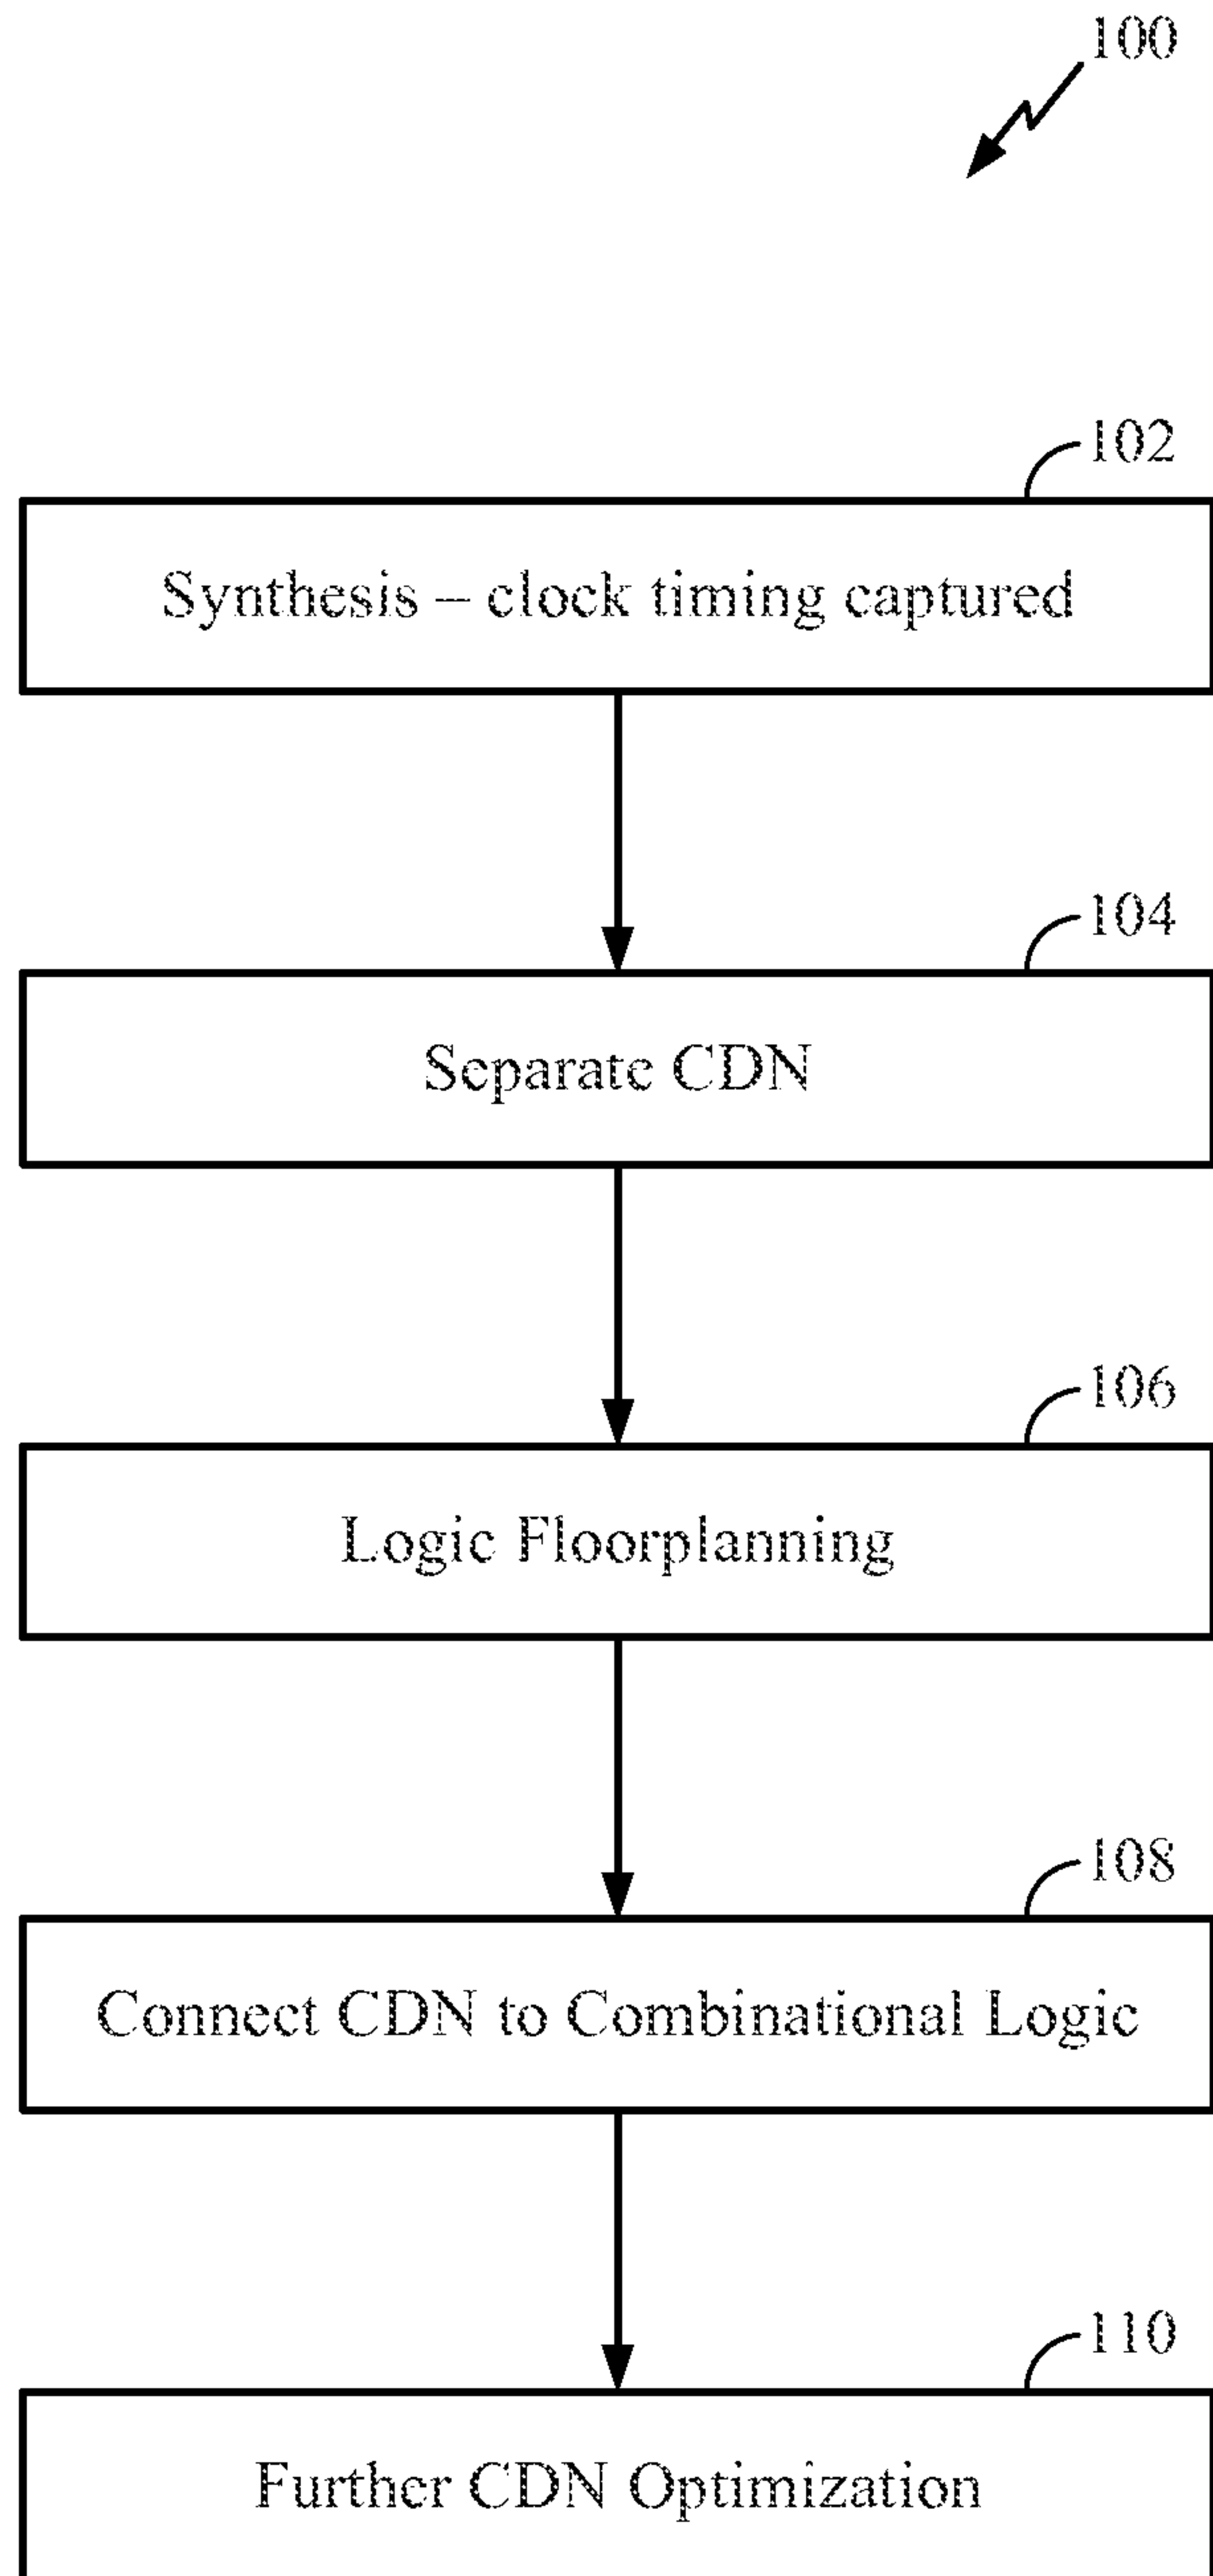 100
102
Synthesis – clock timing captured
104
Separate CDN
106
Logic Floorplanning
108
Connect CDN to Combinational Logic
110
Further CDN Optimization